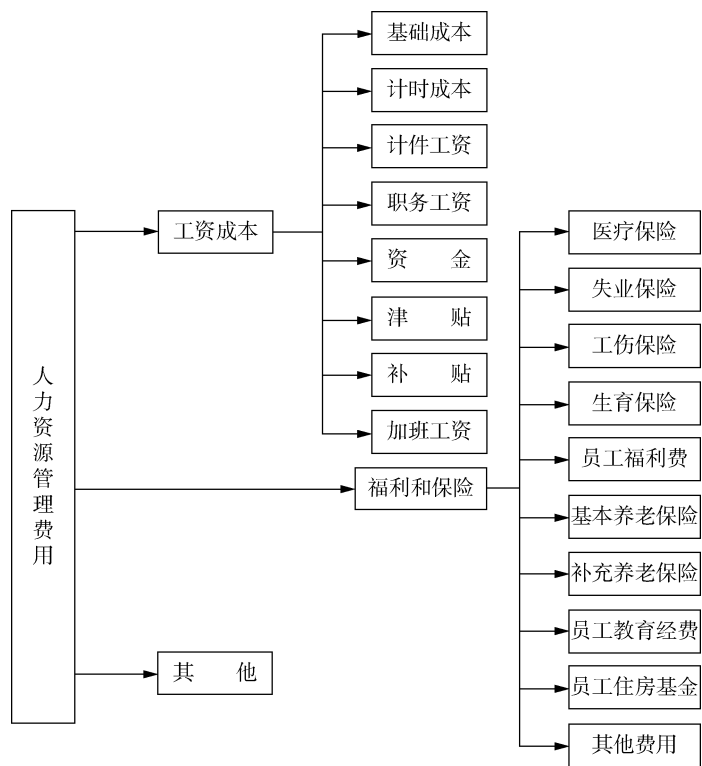 人力资源管理费用
工资成本
基础成本
计时成本
计件工资
职务工资
资 金
津 贴
补 贴
加班工资
福利和保险
医疗保险
失业保险
工伤保险
生育保险
员工福利费
基本养老保险
补充养老保险
员工教育经费
员工住房基金
其他费用
其 他